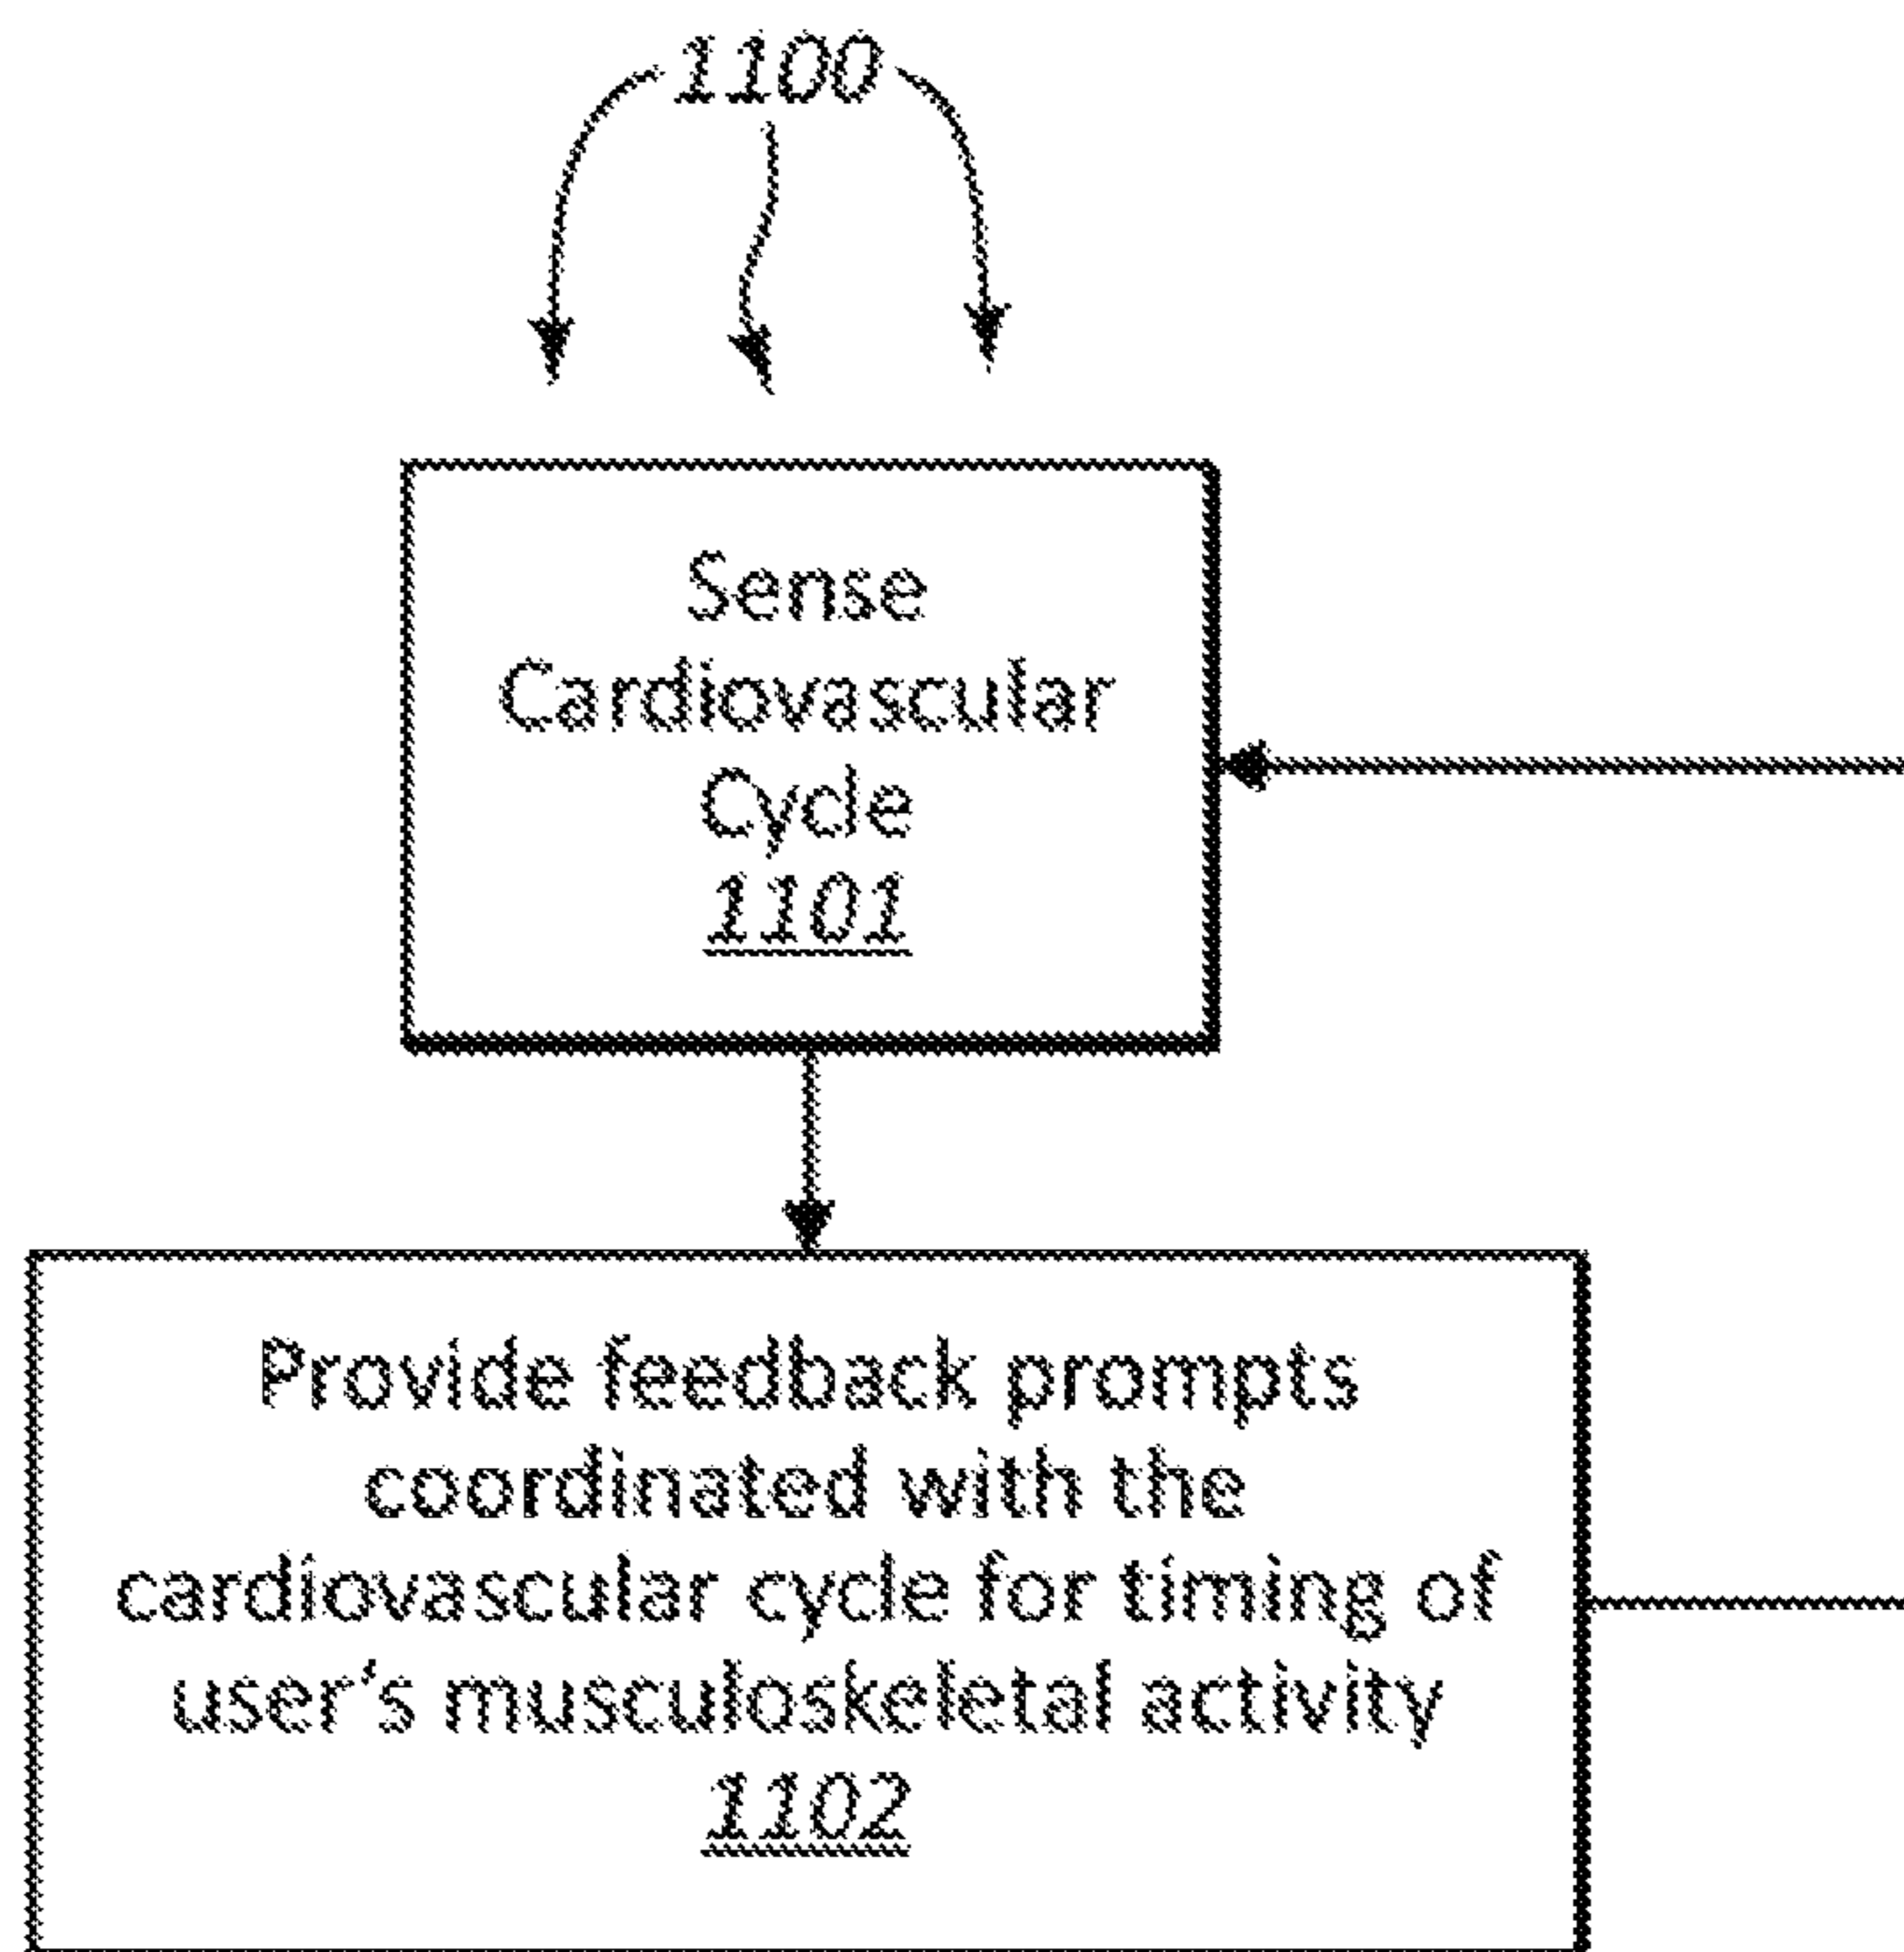 1100
Sense
Cardiovascular
Cycle
1101
Provide feedback prompts
coordinated with the
cardiovascular cycle for timing of
user's musculoskeletal activity
1102